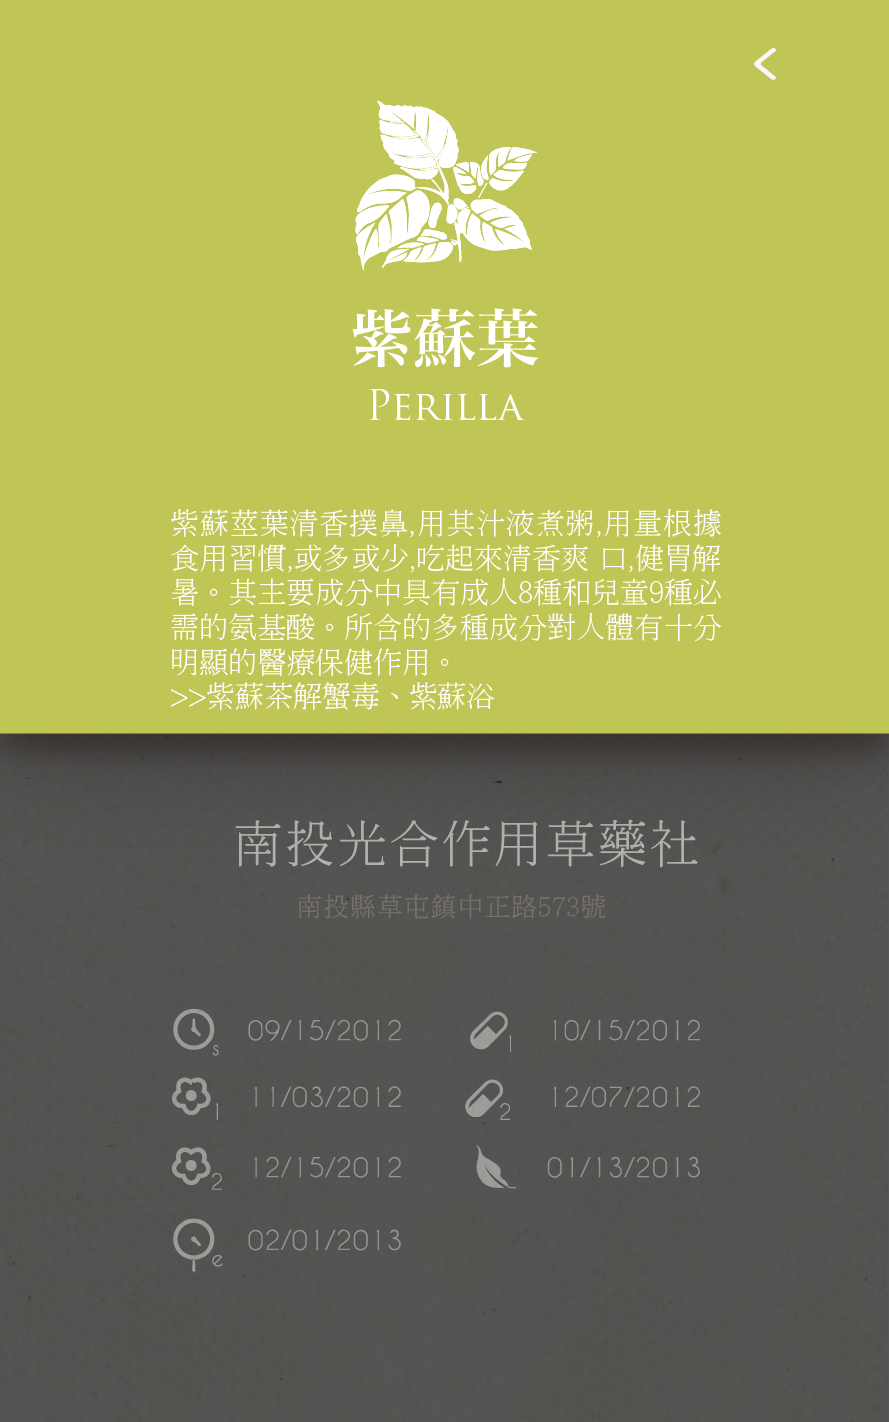 紫蘇葉
PERILLA
紫蘇莖葉清香撲鼻,用其汁液煮粥,用量根據
食用習慣,或多或少,吃起來清香爽 口,健胃解
暑。其主要成分中具有成人8種和兒童9種必
需的氨基酸。所含的多種成分對人體有十分
明顯的醫療保健作用。
>>紫蘇茶解蟹毒、紫蘇浴
南投光合作用草藥社
南投縣草屯鎮中正路573號
s 09/15/2012 1 10/15/2012
1 11/03/2012 2 12/07/2012
2 12/15/2012 01/13/2013
e 02/01/2013